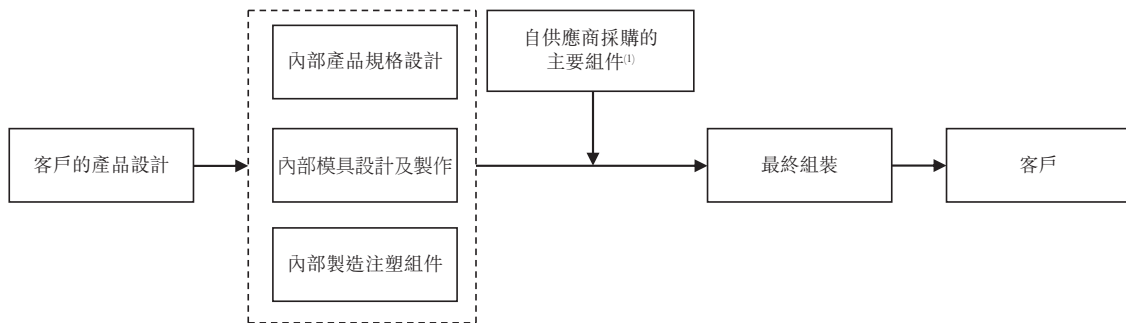 自供應商採購的
主要組件(1)
內部產品規格設計
客戶的產品設計
內部模具設計及製作
最終組裝
客戶
內部製造注塑組件